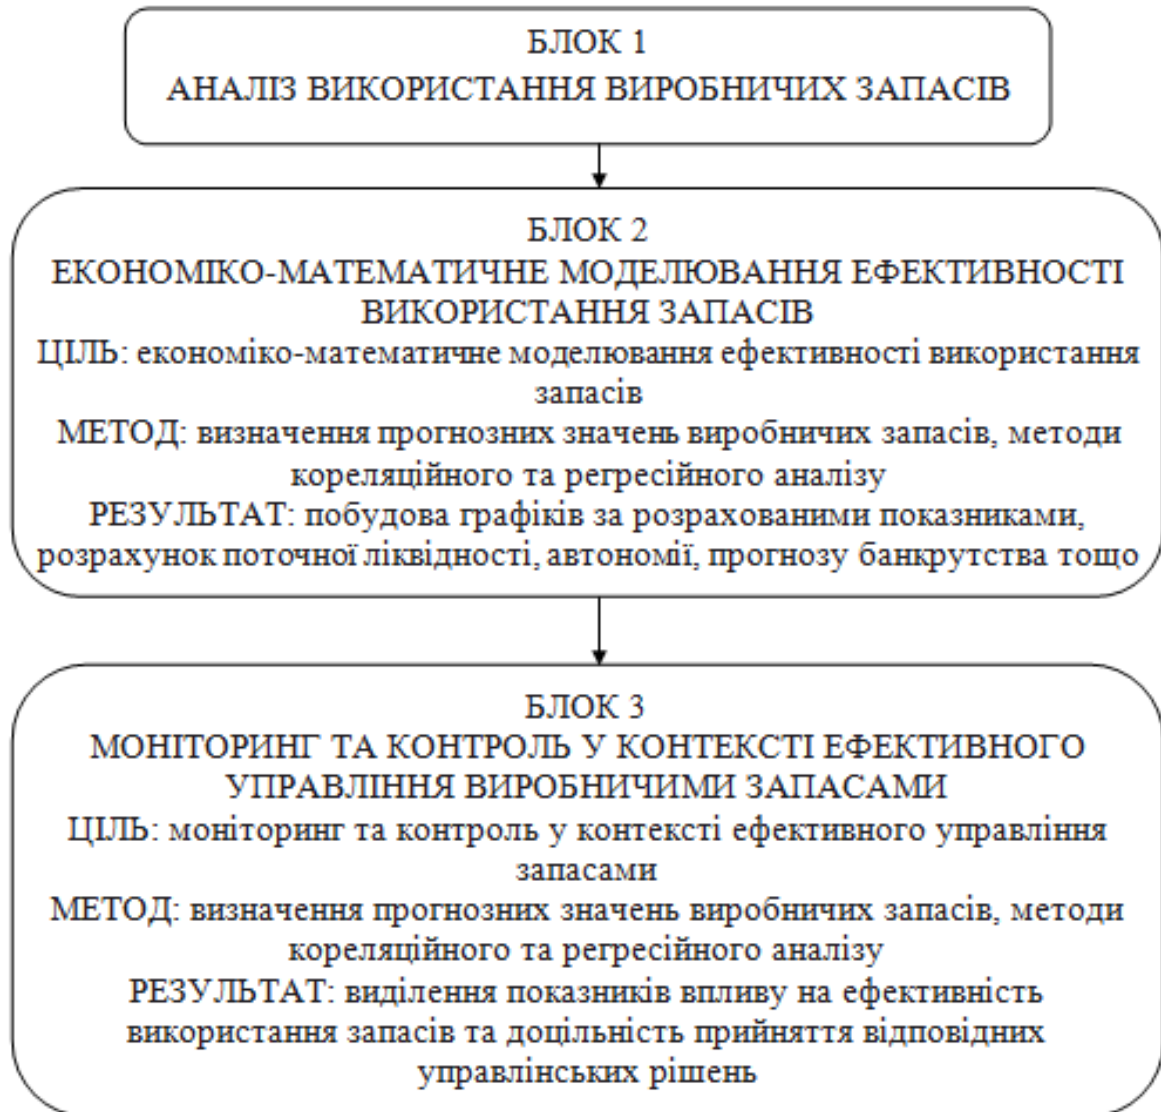 БЛОК 1
АНАЛІЗ ВИКОРИСТАННЯ ВИРОБНИЧИХ ЗАПАСІВ
БЛОК 2
ЕКОНОМІКО-МАТЕМАТИЧНЕ МОДЕЛЮВАННЯ ЕФЕКТИВНОСТІ
ВИКОРИСТАННЯ ЗАПАСІВ
ЦІЛЬ: економіко-математичне моделювання ефективності використання
запасів
МЕТОД: визначення прогнозних значень виробничих запасів, методи
кореляційного та регресійного аналізу
РЕЗУЛЬТАТ: побудова графіків за розрахованими показниками,
розрахунок поточної ліквідності, автономії, прогнозу банкрутства тощо
БЛОК 3
МОНІТОРИНГ ТА КОНТРОЛЬ У КОНТЕКСТІ ЕФЕКТИВНОГО
УПРАВЛІННЯ ВИРОБНИЧИМИ ЗАПАСАМИ
ЦІЛЬ: моніторинг та контроль у контексті ефективного управління
запасами
МЕТОД: визначення прогнозних значень виробничих запасів, методи
кореляційного та регресійного аналізу
РЕЗУЛЬТАТ: виділення показників впливу на ефективність
використання запасів та доцільність прийняття відповідних
управлінських рішень